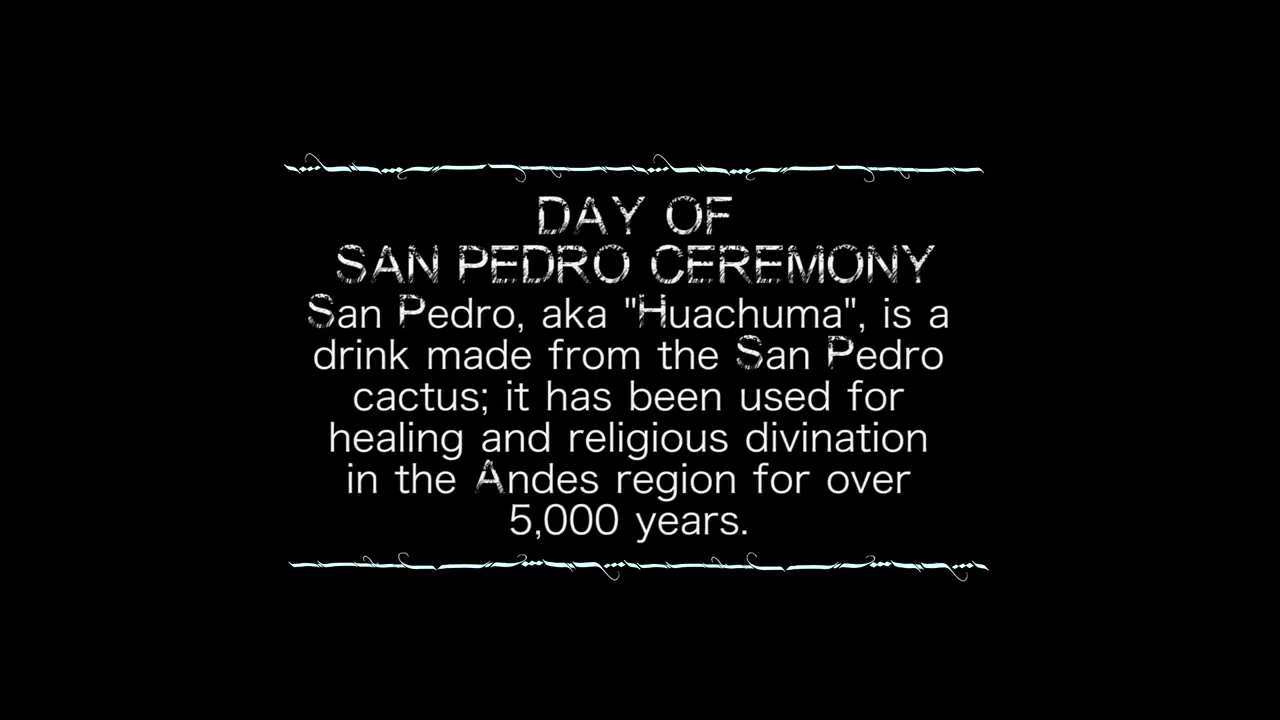 DAY OF
SAN PEDRO CEREMONY
San Pedro, aka "Huachuma", is a
drink made from the San Pedro
cactus; it has been used for
healing and religious divination
in the Andes region for over
5,000 years.